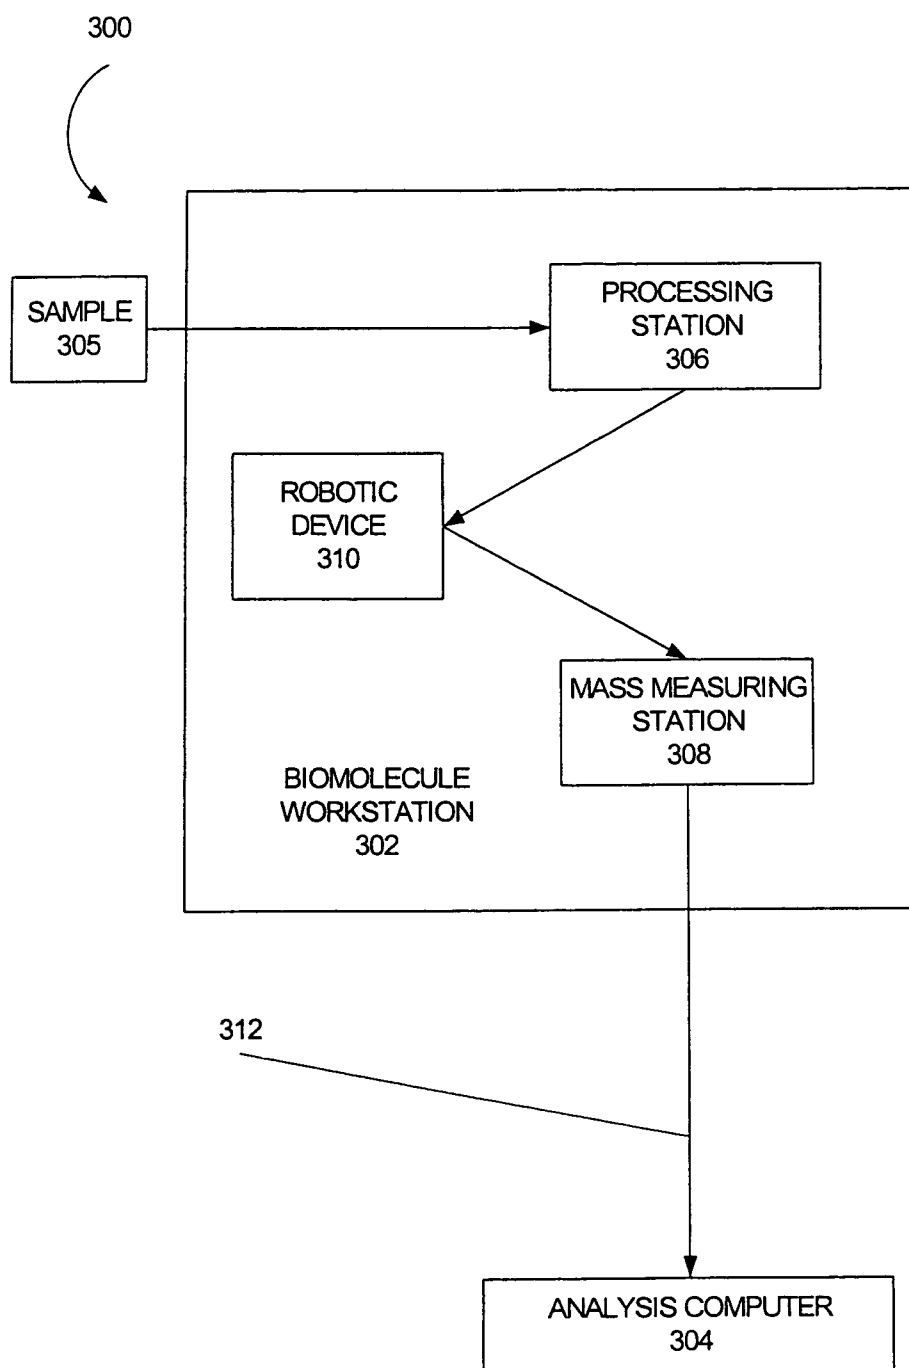 300
SAMPLE
305
PROCESSING
STATION
306
ROBOTIC
DEVICE
310
MASS MEASURING
STATION
308
BIOMOLECULE
WORKSTATION
302
312
ANALYSIS COMPUTER
304